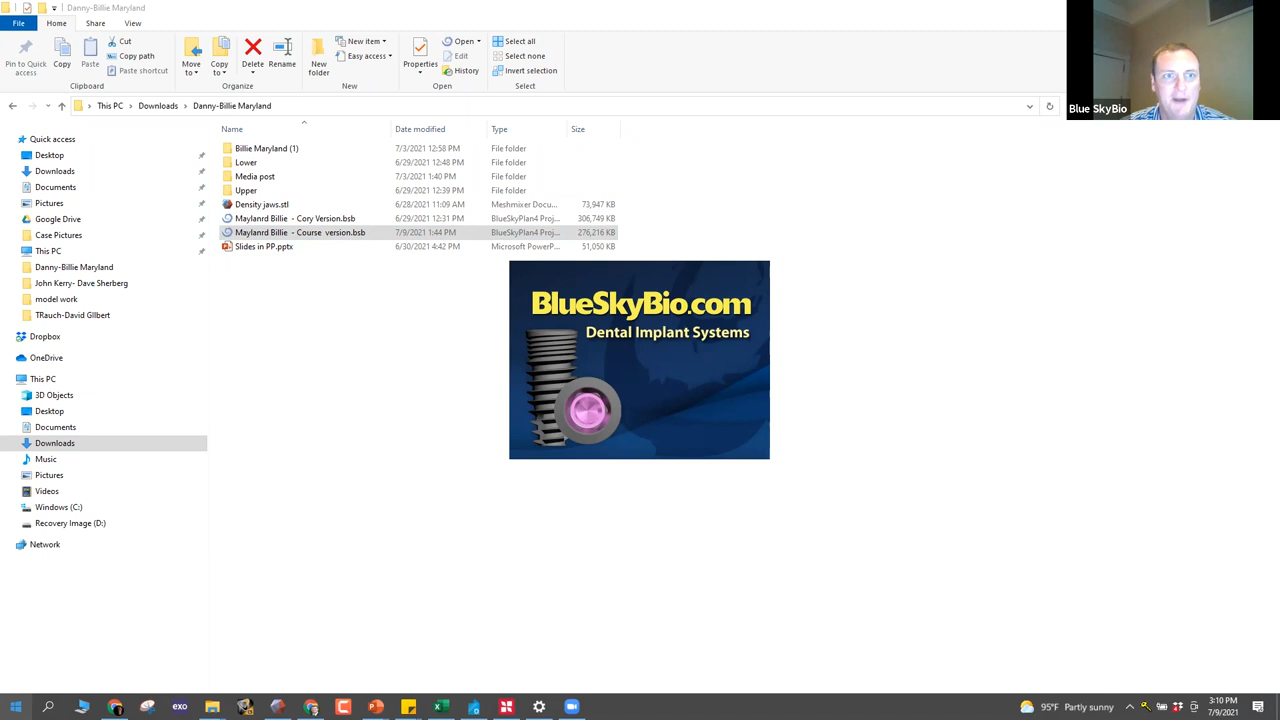 Danny-Billie Maryland
File Home Share View
Pin to Quick access
Copy
Paste
Cut
Copy path
Paste shortcut
Clipboard
Move to
Copy to
Delete
Rename
Organize
New folder
New item
Easy access
New
Properties
Open
Edit
History
Open
Select all
Select none
Invert selection
Select
Blue SkyBio
This PC Downloads Danny-Billie Maryland
Name Date modified Type Size
Billie Maryland (1) 7/3/2021 12:58 PM File folder
Lower 6/29/2021 12:48 PM File folder
Media post 7/3/2021 1:40 PM File folder
Upper 6/29/2021 12:39 PM File folder
Density jaws.stl 6/28/2021 11:09 AM Meshmixer Docu... 73,947 KB
Maylanrd Billie - Cory Version.bsb 6/29/2021 12:31 PM BlueSkyPlan4 Proj... 306,749 KB
Maylanrd Billie - Course version.bsb 7/9/2021 1:44 PM BlueSkyPlan4 Proj... 276,216 KB
Slides in PP.pptx 6/30/2021 4:42 PM Microsoft PowerP... 51,050 KB
Quick access
Desktop
Downloads
Documents
Pictures
Google Drive
Case Pictures
This PC
Danny-Billie Maryland
John Kerry- Dave Sherberg
model work
TRauch-David GIlbert
Dropbox
OneDrive
This PC
3D Objects
Desktop
Documents
Downloads
Music
Pictures
Videos
Windows (C:)
Recovery Image (D:)
Network
BlueSkyBio.com
Dental Implant Systems
exo
95°F Partly sunny
3:10 PM
7/9/2021